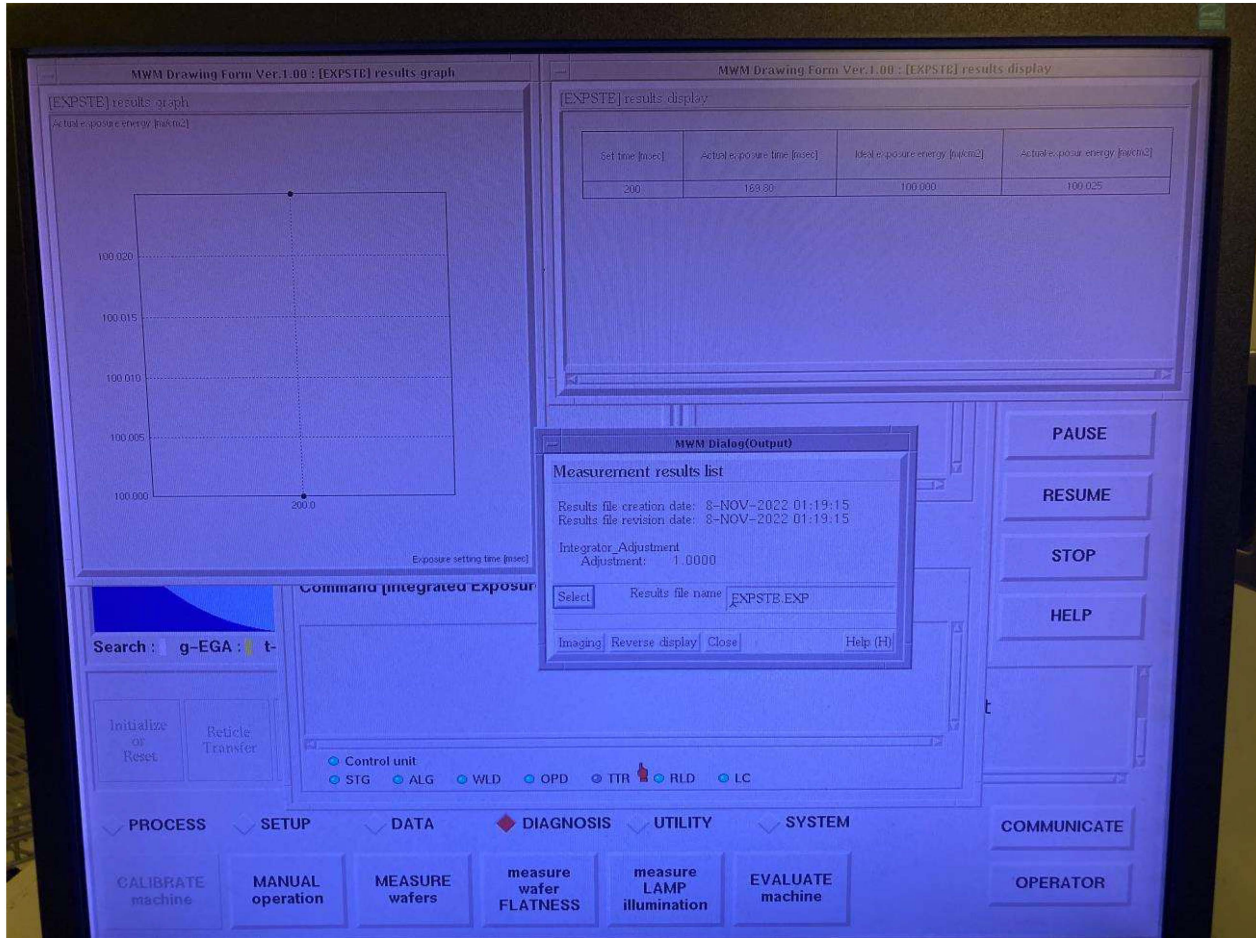 MWM Drawing Form Ver.1.00 : [EXPSTE] results graph
[EXPSTE] results graph
Actual exposure energy [mj/cm2]
100.020
100.015
100.010
100.005
100.000
200.0
Exposure setting time [msec]
MWM Drawing Form Ver.1.00 : [EXPSTE] results display
[EXPSTE] results display
Set time [msec] Actual exposure time [msec] Ideal exposure energy [mj/cm2] Actual exposure energy [mj/cm2]
200 169.80 100.000 100.025
MWM Dialog(Output)
Measurement results list
Results file creation date: 8-NOV-2022 01:19:15
Results file revision date: 8-NOV-2022 01:19:15
Integrator_Adjustment
Adjustment: 1.0000
Select Results file name EXPSTE.EXP
Imaging Reverse display Close Help (H)
PAUSE
RESUME
STOP
HELP
Command [Integrated Exposur
Search : g-EGA : t-
Initialize
or
Reset
Reticle
Transfer
t
Control unit
STG ALG WLD OPD TTR RLD LC
PROCESS SETUP DATA DIAGNOSIS UTILITY SYSTEM
COMMUNICATE
CALIBRATE
machine
MANUAL
operation
MEASURE
wafers
measure
wafer
FLATNESS
measure
LAMP
illumination
EVALUATE
machine
OPERATOR